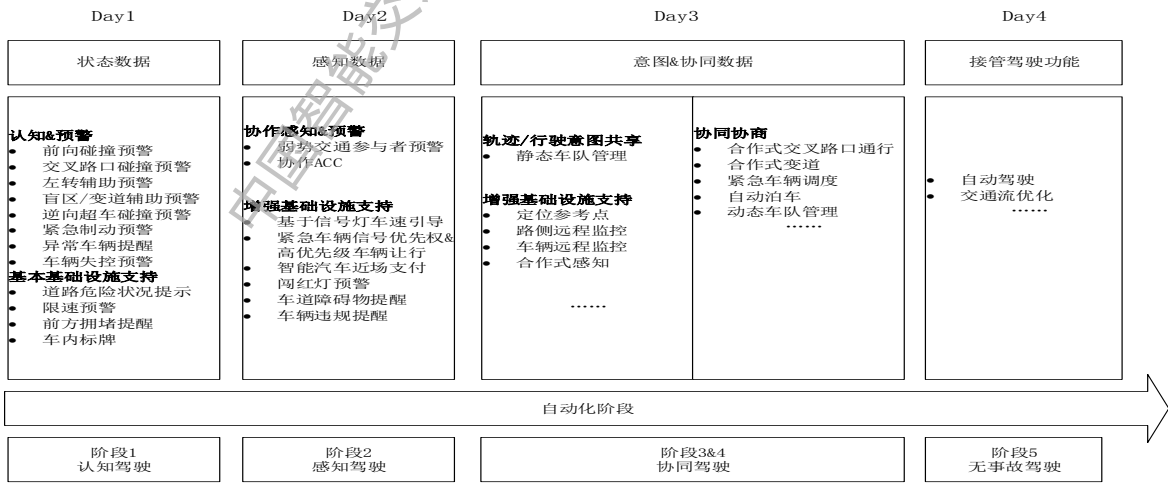 Day1
Day2
Day3
Day4
状态数据
感知数据
意图&协同数据
接管驾驶功能
认知&预警
• 前向碰撞预警
• 交叉路口碰撞预警
• 左转辅助预警
• 盲区/变道辅助预警
• 逆向超车碰撞预警
• 紧急制动预警
• 异常车辆提醒
• 车辆失控预警
基本基础设施支持
• 道路危险状况提示
• 限速预警
• 前方拥堵提醒
• 车内标牌
协作感知&预警
• 弱势交通参与者预警
• 协作ACC
增强基础设施支持
• 基于信号灯车速引导
• 紧急车辆信号优先权&
高优先级车辆让行
• 智能汽车近场支付
• 闯红灯预警
• 车道障碍物提醒
• 车辆违规提醒
轨迹/行驶意图共享
• 静态车队管理
增强基础设施支持
• 定位参考点
• 路侧远程监控
• 车辆远程监控
• 合作式感知
……
协同协商
• 合作式交叉路口通行
• 合作式变道
• 紧急车辆调度
• 自动泊车
• 动态车队管理
……
• 自动驾驶
• 交通流优化
……
自动化阶段
阶段1
认知驾驶
阶段2
感知驾驶
阶段3&4
协同驾驶
阶段5
无事故驾驶
中国智能交